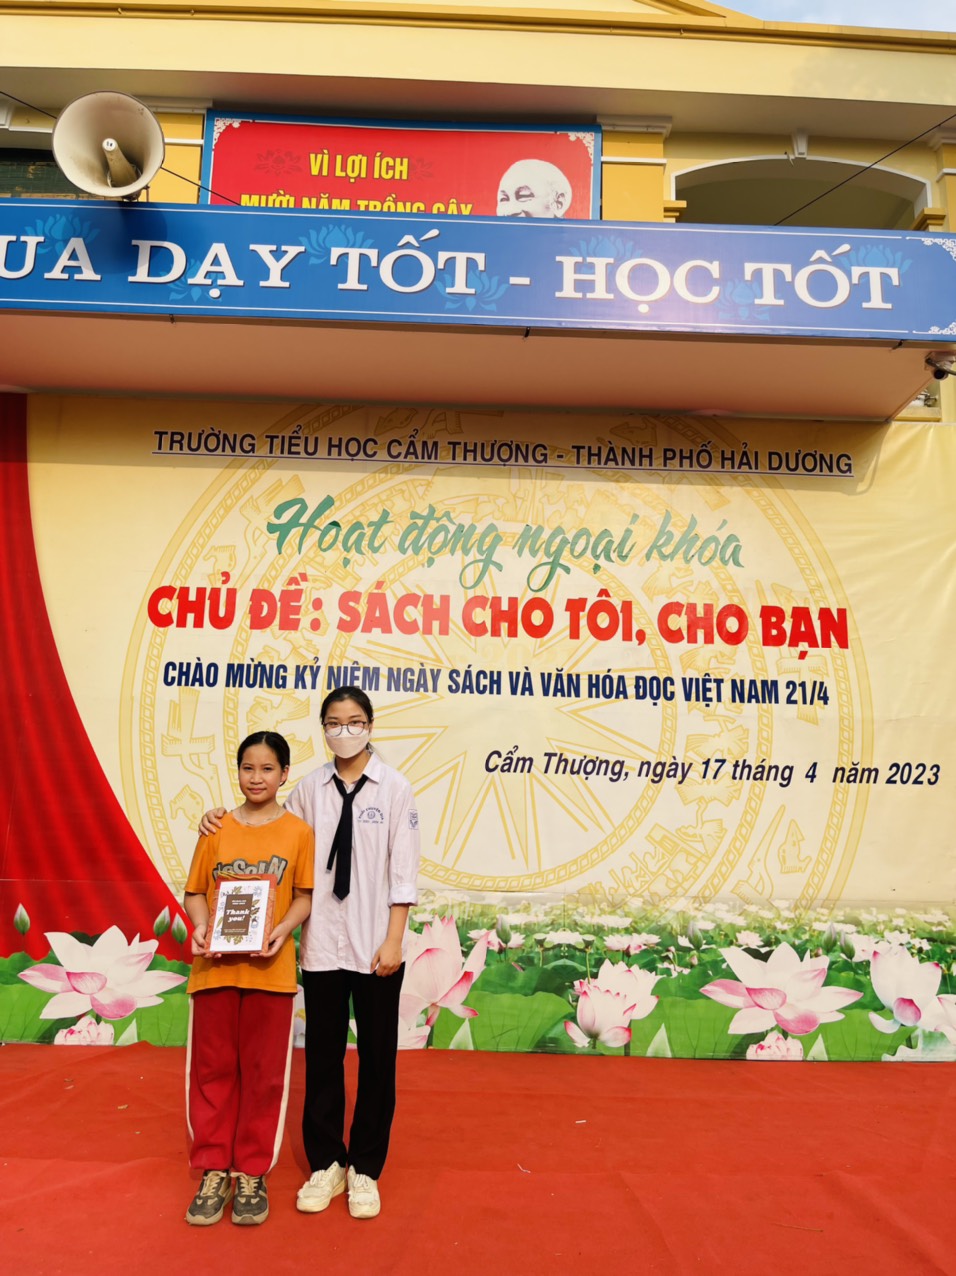 VÌ LỢI ÍCH
MƯỜI NĂM TRỒNG CÂY
UA DẠY TỐT - HỌC TỐT
TRƯỜNG TIỂU HỌC CẨM THƯỢNG - THÀNH PHỐ HẢI DƯƠNG
Hoạt động ngoại khóa
CHỦ ĐỀ: SÁCH CHO TÔI, CHO BẠN
CHÀO MỪNG KỶ NIỆM NGÀY SÁCH VÀ VĂN HÓA ĐỌC VIỆT NAM 21/4
Cẩm Thượng, ngày 17 tháng 4 năm 2023
Thank
you!